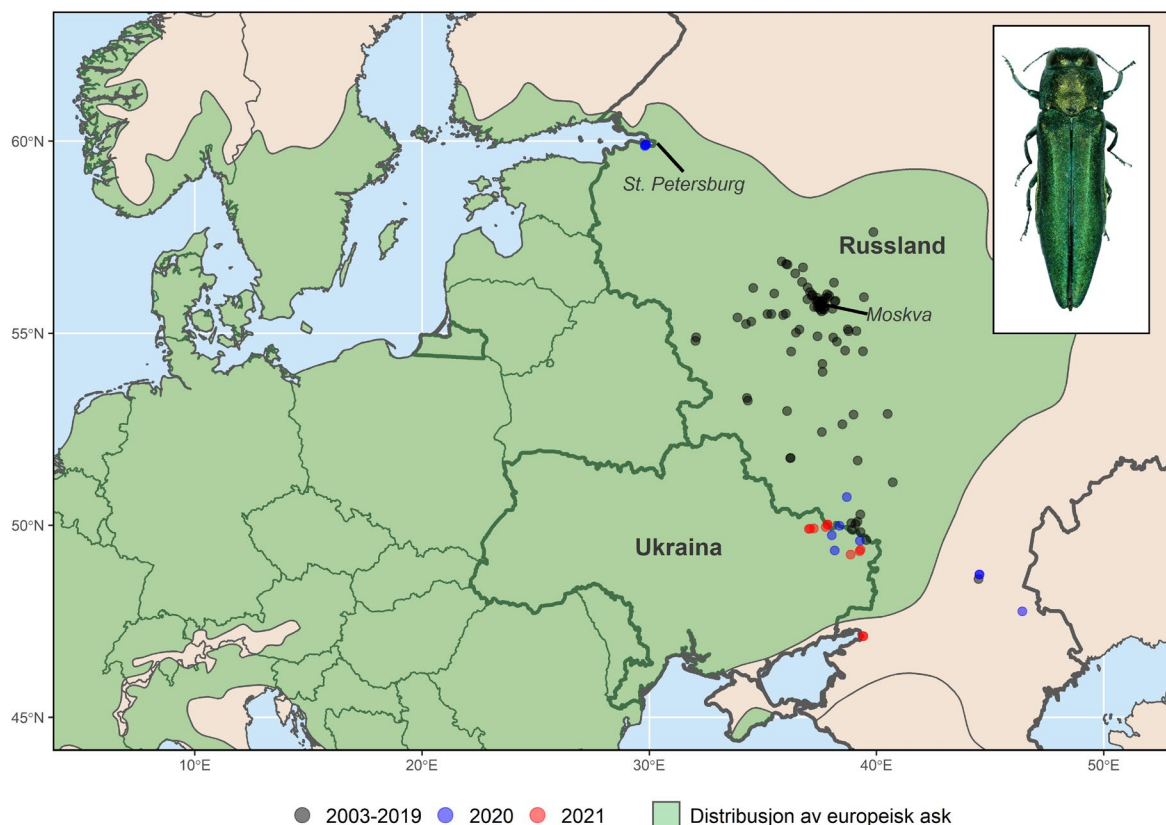 60°N
St. Petersburg
Russland
Moskva
55°N
50°N
Ukraina
45°N
10°E
20°E
30°E
40°E
50°E
2003-2019
2020
2021
Distribusjon av europeisk ask